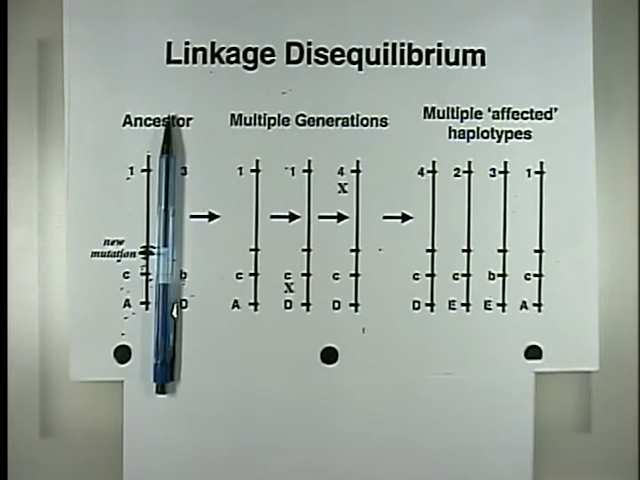 Linkage Disequilibrium
Ancestor Multiple Generations Multiple 'affected' haplotypes
1 3 1 1 4 4 2 3 1
X
new
mutation
c b c c c c c b c
X
A D A D D D E E A